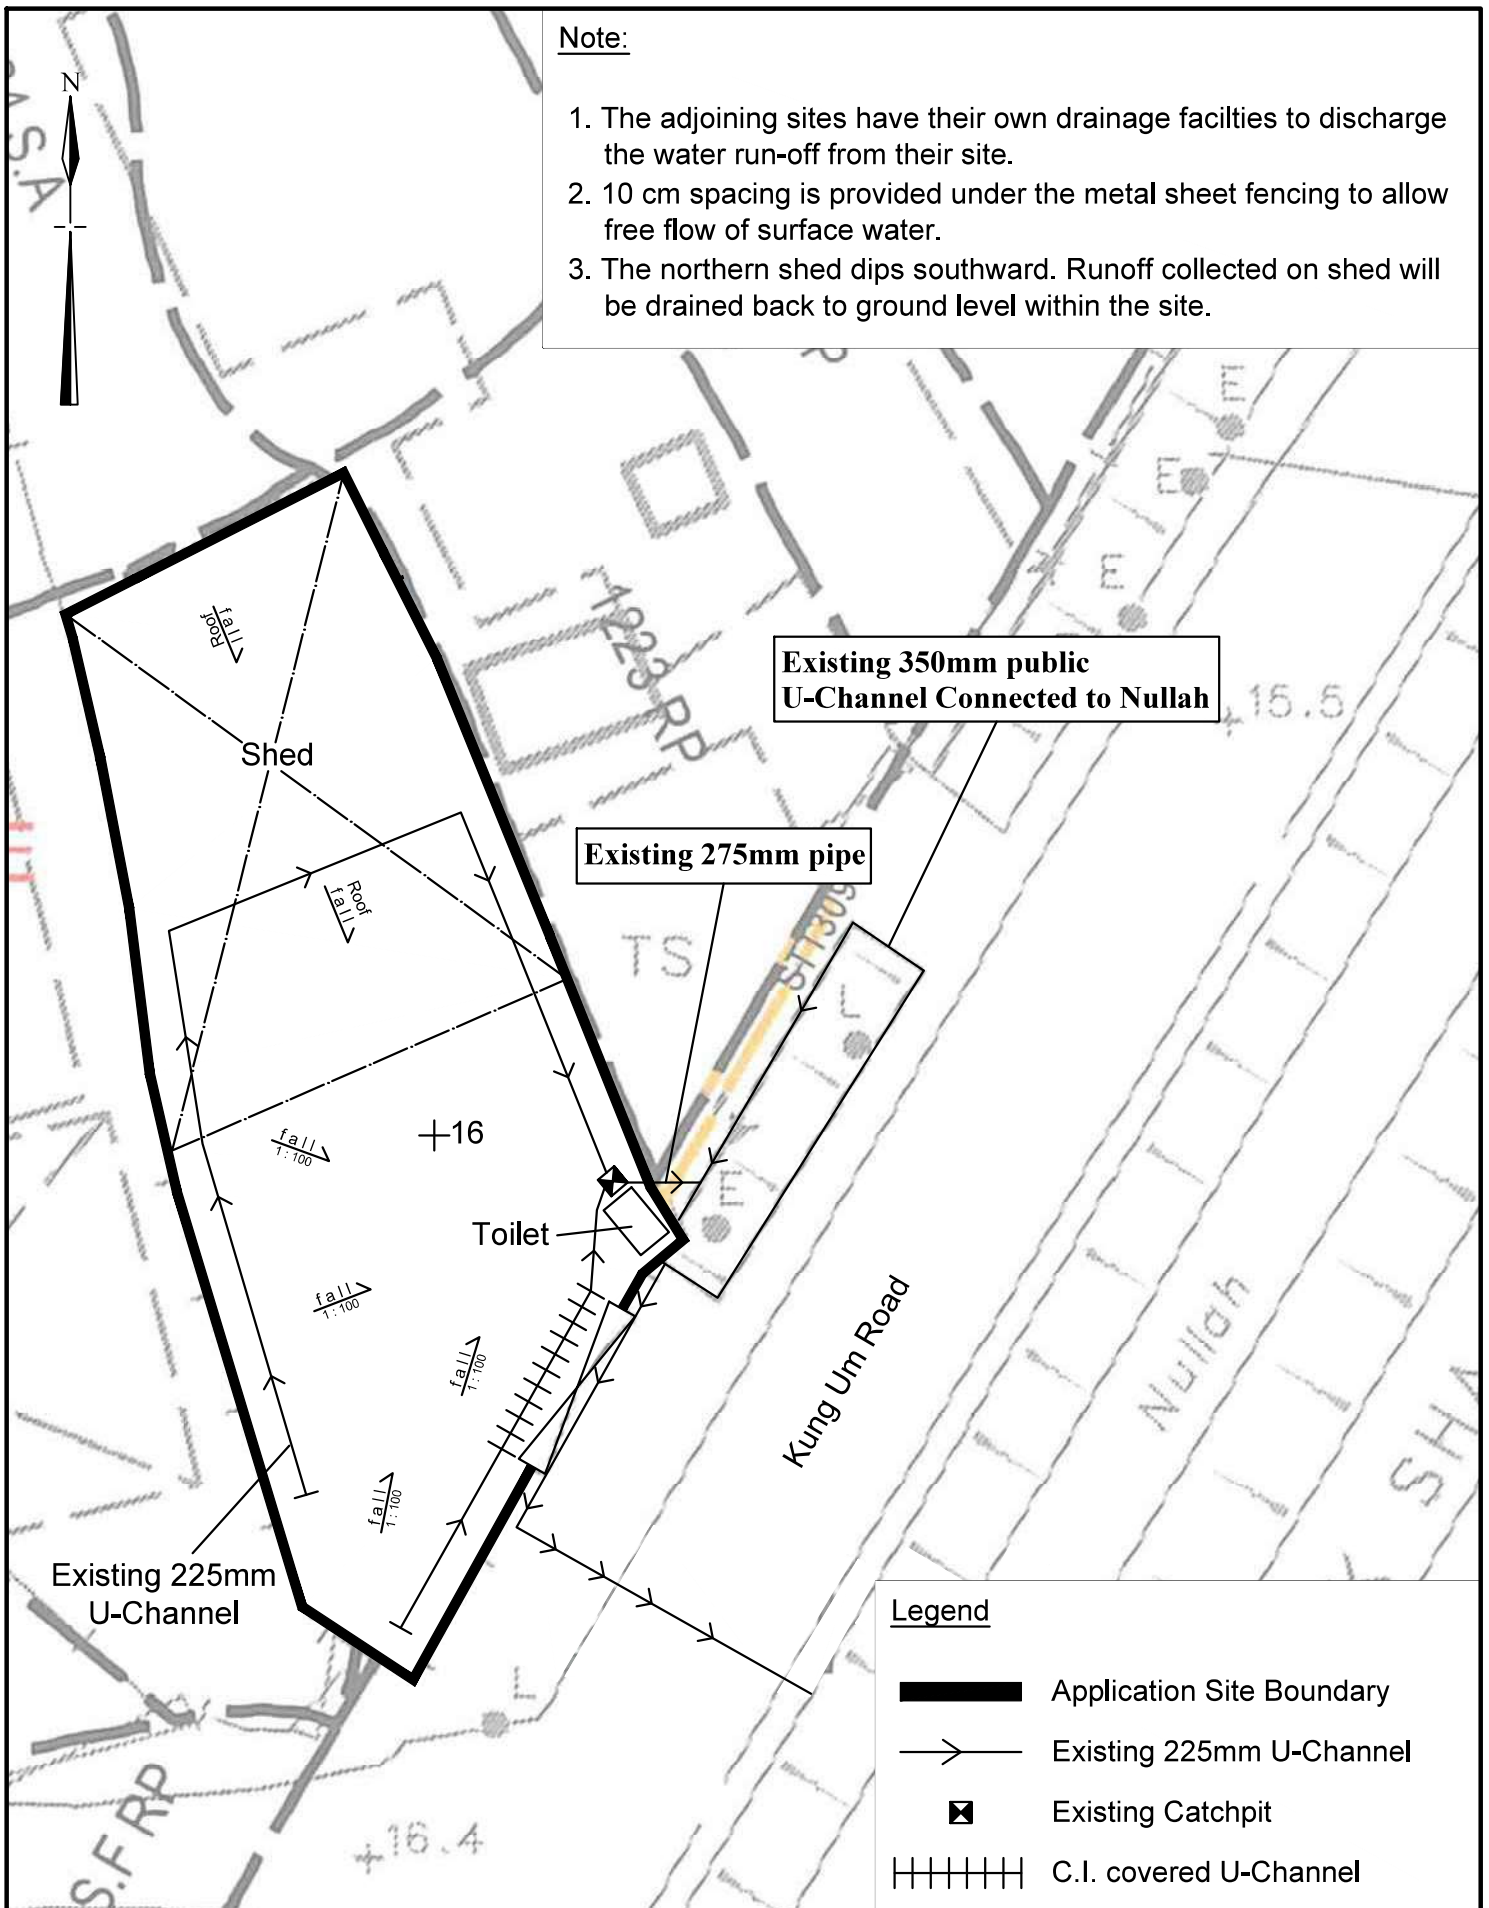 Note:
1. The adjoining sites have their own drainage facilties to discharge
the water run-off from their site.
2. 10 cm spacing is provided under the metal sheet fencing to allow
free flow of surface water.
3. The northern shed dips southward. Runoff collected on shed will
be drained back to ground level within the site.
N
S.A
E
E
E
Roof
fall
1223 RP
Existing 350mm public
U-Channel Connected to Nullah
15.5
Shed
Existing 275mm pipe
Roof
fall
TS
L
16
fall
1:100
E
Toilet
fall
1:100
fall
1:100
Kung Um Road
Nullah
SHA
fall
1:100
Existing 225mm
U-Channel
L
S.F RP
16.4
Legend
Application Site Boundary
Existing 225mm U-Channel
Existing Catchpit
C.I. covered U-Channel